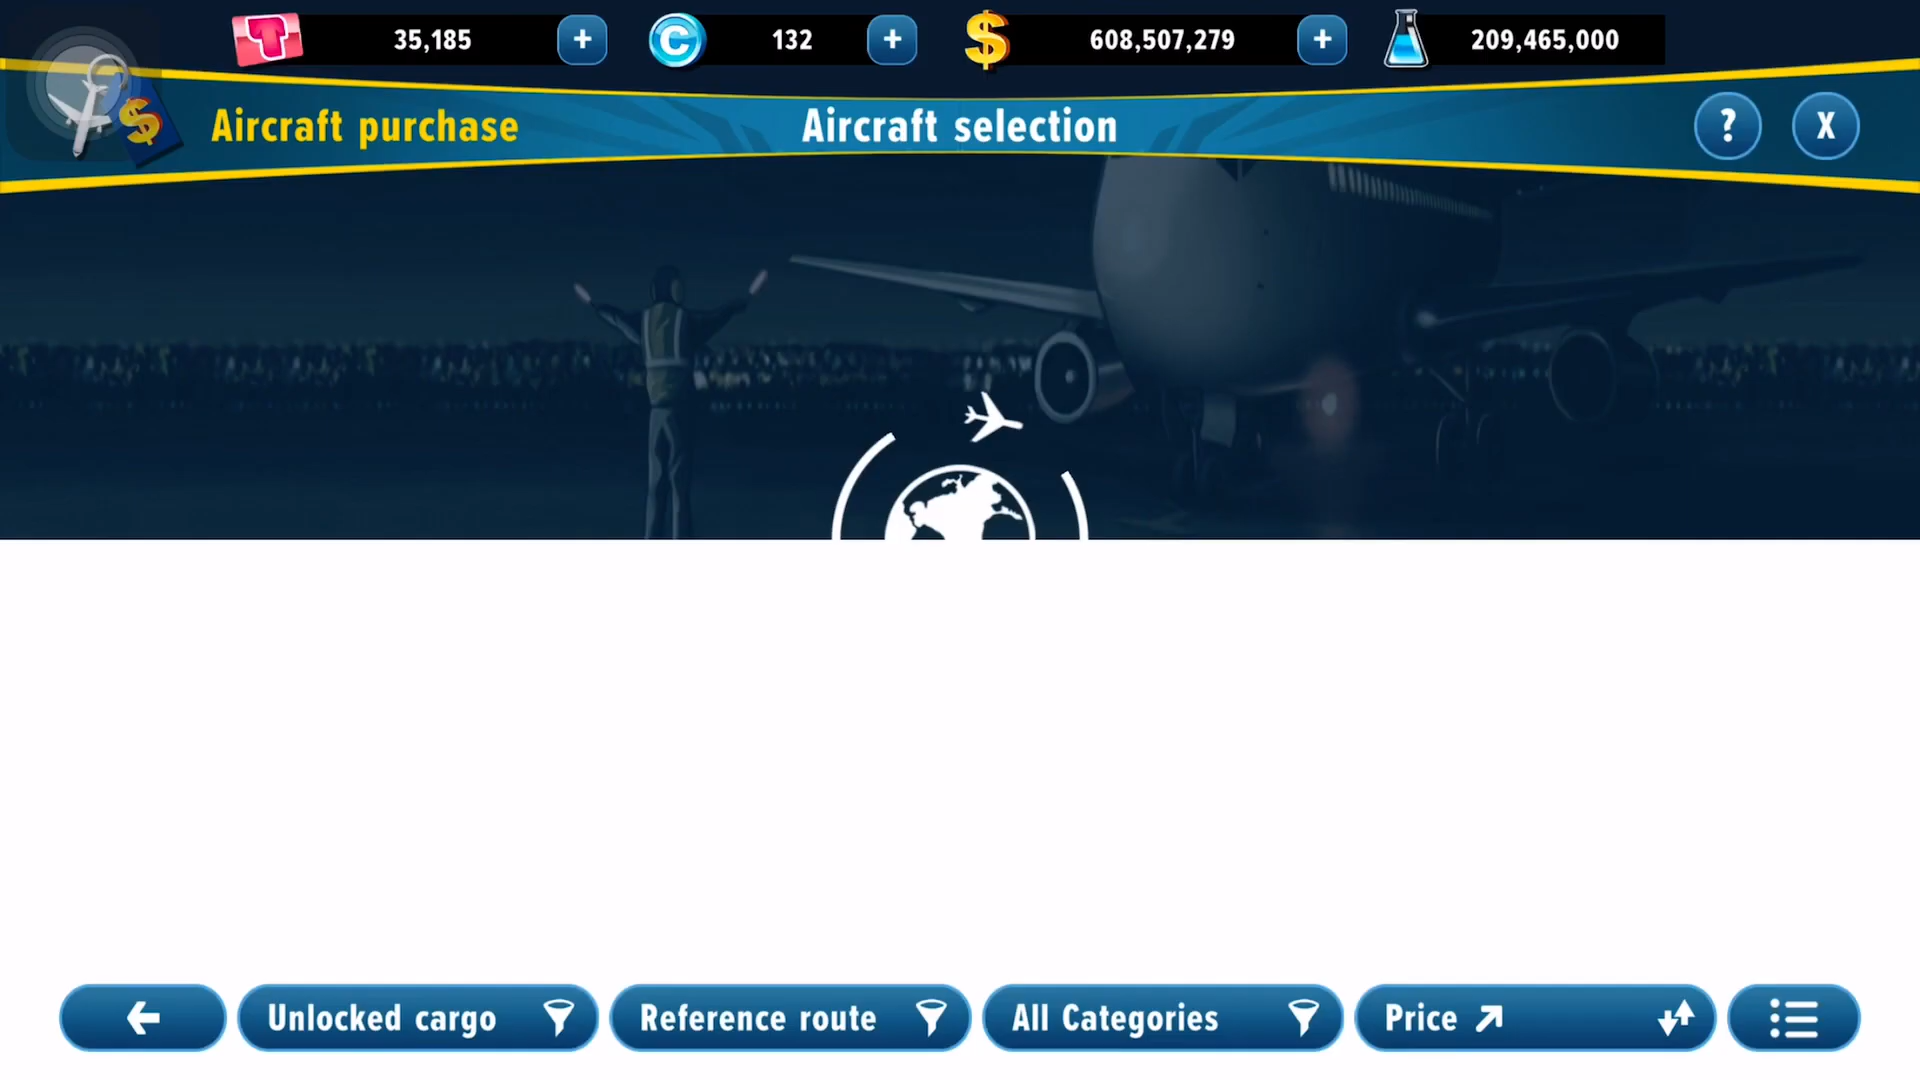 35,185
132
608,507,279
209,465,000
Aircraft purchase
Aircraft selection
Unlocked cargo
Reference route
All Categories
Price